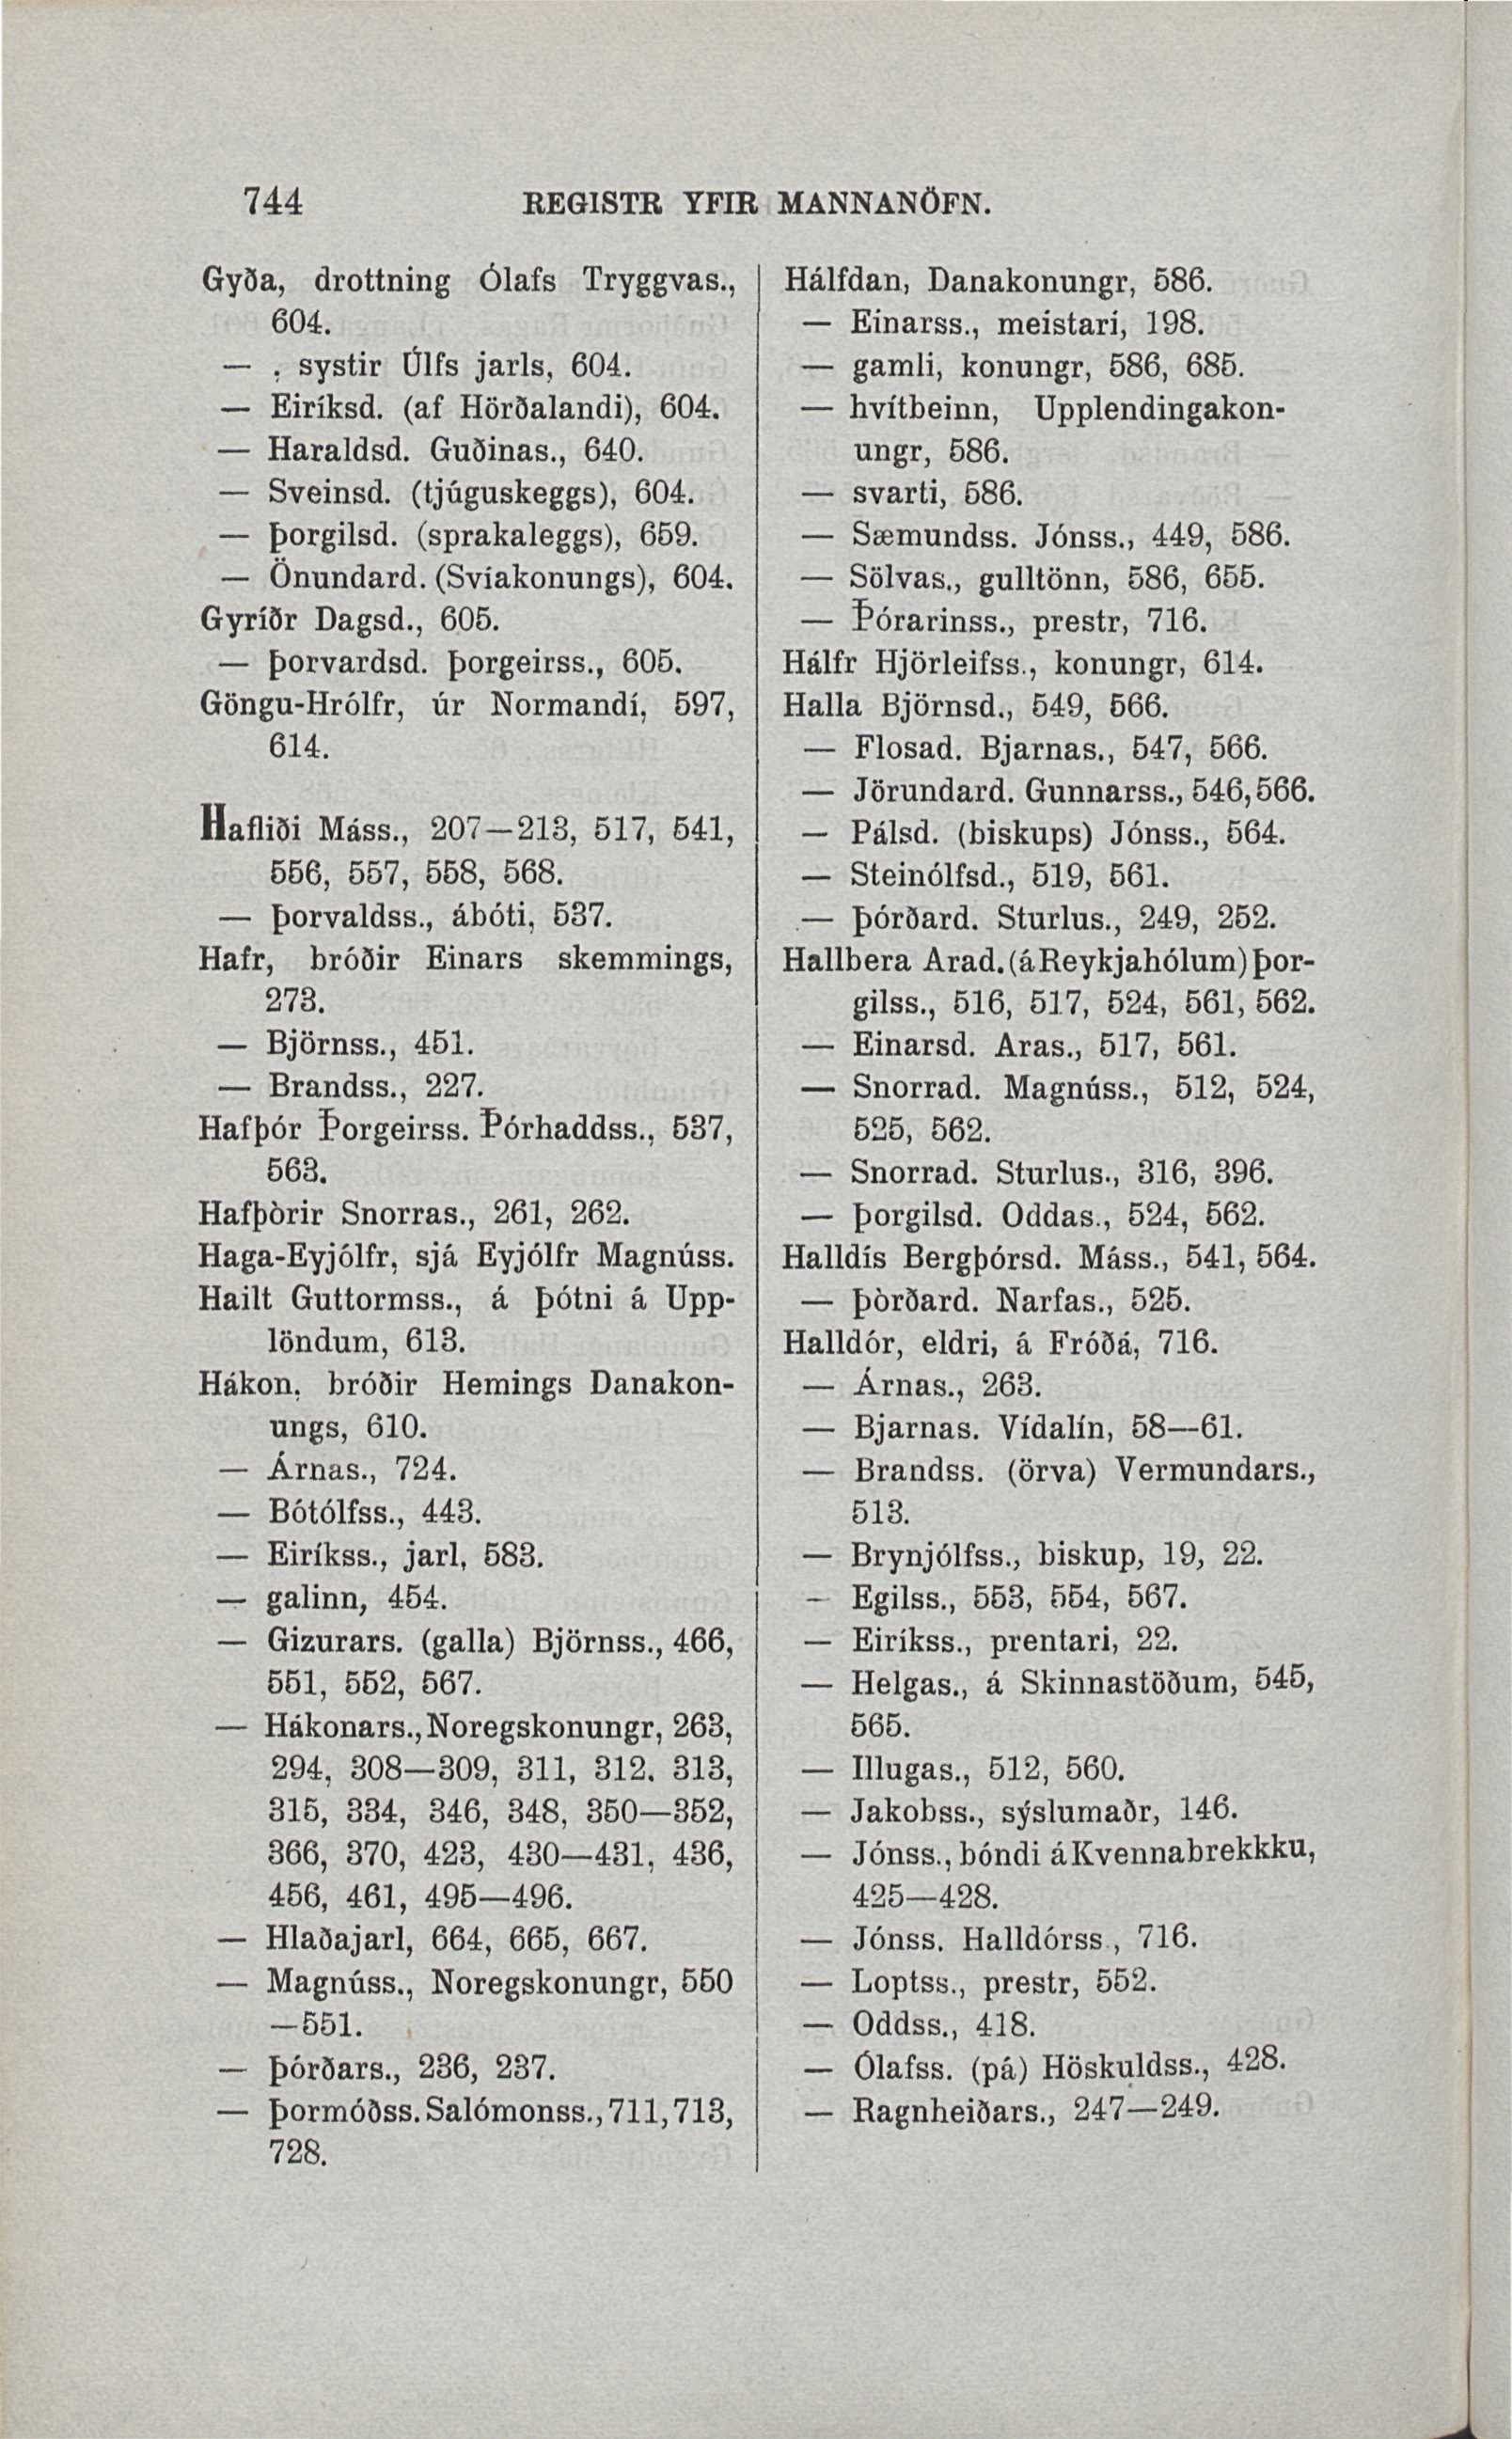 744 REGISTR YFIR MANNANÖFN.
Gyða, drottning Ólafs Tryggvas.,
604.
— , systir Úlfs jarls, 604.
— Eiríksd. (af Hörðalandi), 604.
— Haraldsd. Guðinas., 640.
— Sveinsd. (tjúguskeggs), 604.
— þorgilsd. (sprakaleggs), 659.
— Önundard. (Svíakonungs), 604.
Gyríðr Dagsd., 605.
— þorvardsd. þorgeirss., 605.
Göngu-Hrólfr, úr Normandí, 597,
614.
Hafliði Máss., 207—213, 517, 541,
556, 557, 558, 568.
— þorvaldss., ábóti, 537.
Hafr, bróðir Einars skemmings,
273.
— Björnss., 451.
— Brandss., 227.
Hafþór Þorgeirss. Þórhaddss., 537,
563.
Hafþòrir Snorras., 261, 262.
Haga-Eyjólfr, sjá Eyjólfr Magnúss.
Hailt Guttormss., á þótni á Upp-
löndum, 613.
Hákon, bróðir Hemings Danakon-
ungs, 610.
— Árnas., 724.
— Bótólfss., 443.
— Eiríkss., jarl, 583.
— galinn, 454.
— Gizurars. (galla) Björnss., 466,
551, 552, 567.
— Hákonars., Noregskonungr, 263,
294, 308—309, 311, 312. 313,
315, 334, 346, 348, 350—352,
366, 370, 423, 430—431, 436,
456, 461, 495—496.
— Hlaðajarl, 664, 665, 667.
— Magnúss., Noregskonungr, 550
—551.
— þórðars., 236, 237.
— þormóðss. Salómonss., 711, 713,
728.
Hálfdan, Danakonungr, 586.
— Einarss., meistari, 198.
— gamli, konungr, 586, 685.
— hvítbeinn, Upplendingakon-
ungr, 586.
— svarti, 586.
— Sæmundss. Jónss., 449, 586.
— Sölvas., gulltönn, 586, 655.
— Þórarinss., prestr, 716.
Hálfr Hjörleifss., konungr, 614.
Halla Björnsd., 549, 566.
— Flosad. Bjarnas., 547, 566.
— Jörundard. Gunnarss., 546, 566.
— Pálsd. (biskups) Jónss., 564.
— Steinólfsd., 519, 561.
— þórðard. Sturlus., 249, 252.
Hallbera Arad. (á Reykjahólum) þor-
gilss., 516, 517, 524, 561, 562.
— Einarsd. Aras., 517, 561.
— Snorrad. Magnúss., 512, 524,
525, 562.
— Snorrad. Sturlus., 316, 396.
— þorgilsd. Oddas., 524, 562.
Halldís Bergþórsd. Máss., 541, 564.
— þòrðard. Narfas., 525.
Halldór, eldri, á Fróðá, 716.
— Árnas., 263.
— Bjarnas. Vídalín, 58—61.
— Brandss. (örva) Vermundars.,
513.
— Brynjólfss., biskup, 19, 22.
— Egilss., 553, 554, 567.
— Eiríkss., prentari, 22.
— Helgas., á Skinnastöðum, 545,
565.
— Illugas., 512, 560.
— Jakobss., sýslumaðr, 146.
— Jónss., bóndi á Kvennabrekkku,
425—428.
— Jónss. Halldórss., 716.
— Loptss., prestr, 552.
— Oddss., 418.
— Ólafss. (pá) Höskuldss., 428.
— Ragnheiðars., 247—249.